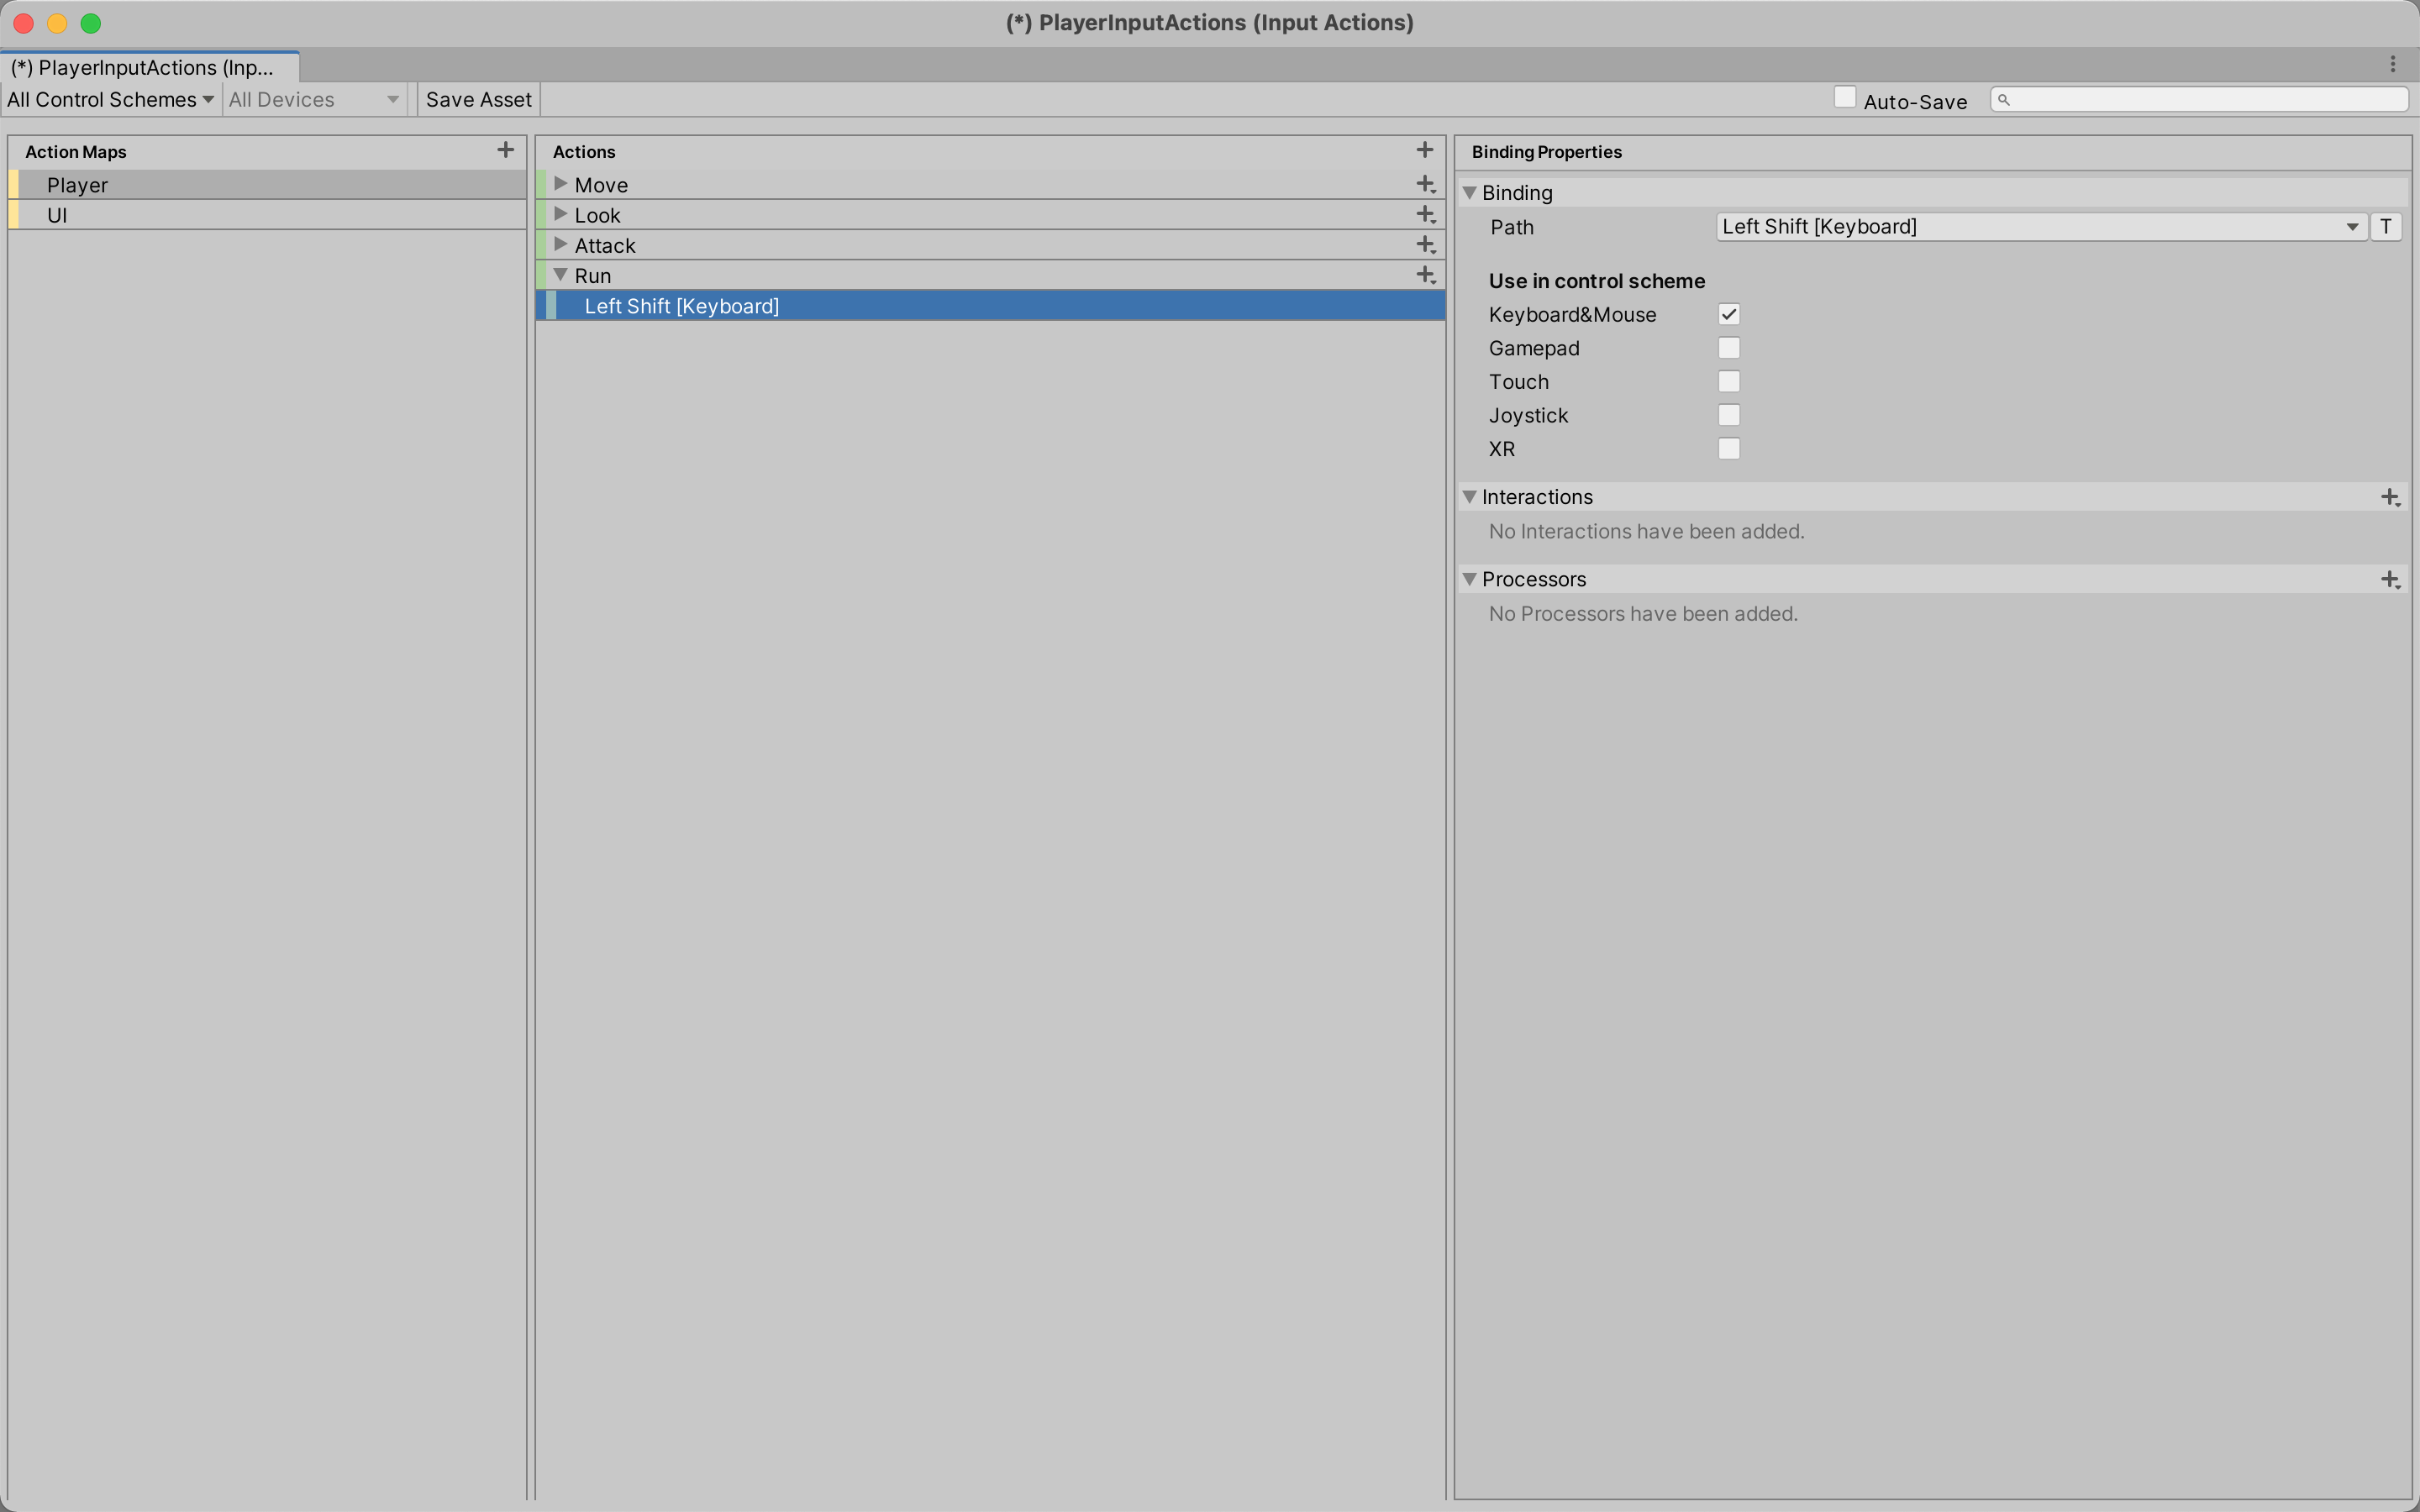 (*) PlayerInputActions (Input Actions)
(*) PlayerInputActions (Inp...
All Control Schemes All Devices Save Asset Auto-Save
Action Maps
Player
UI
Actions
Move
Look
Attack
Run
Left Shift [Keyboard]
Binding Properties
Binding
Path Left Shift [Keyboard] T
Use in control scheme
Keyboard&Mouse
Gamepad
Touch
Joystick
XR
Interactions
No Interactions have been added.
Processors
No Processors have been added.